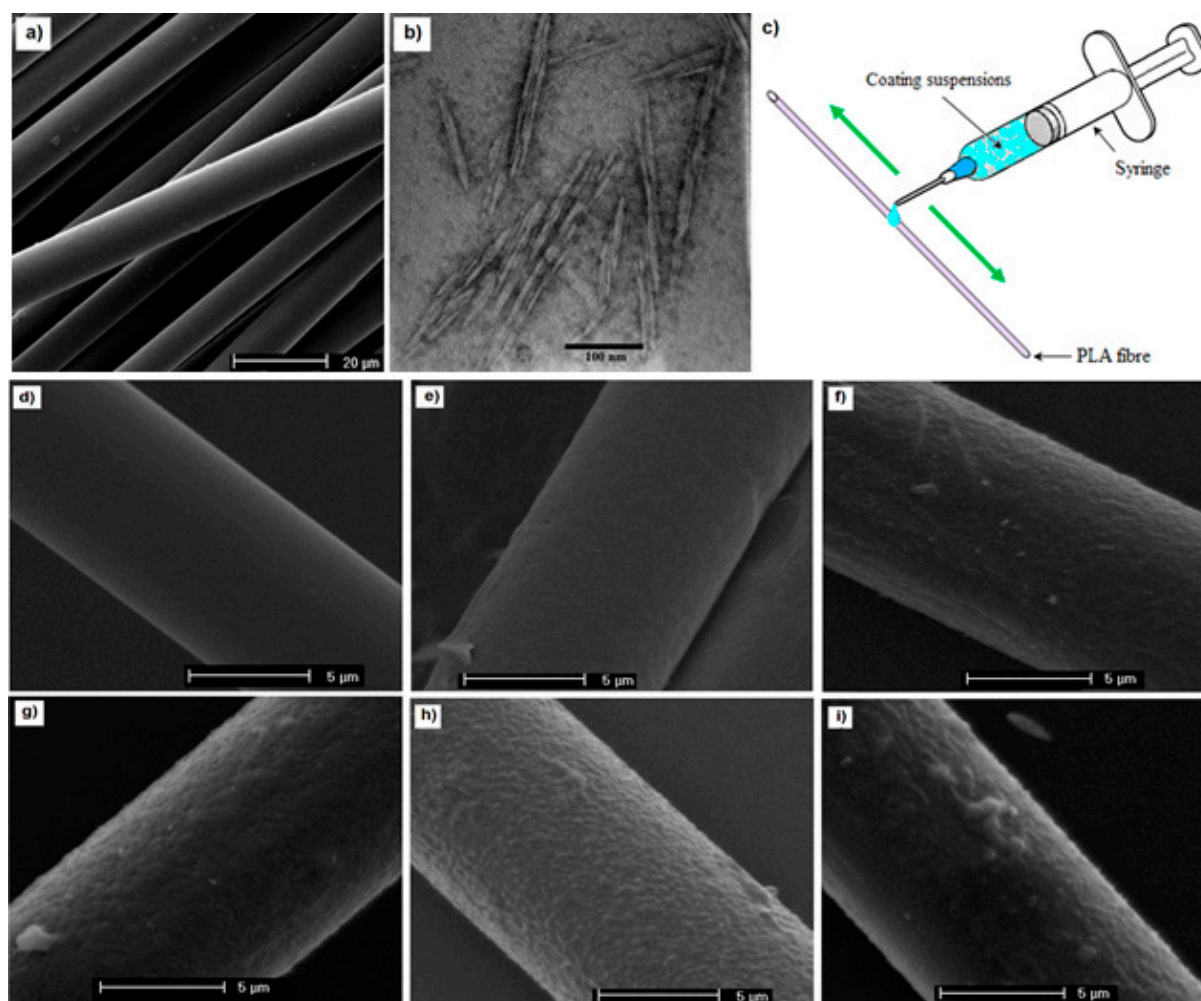 a)
20 µm
b)
100 nm
c)
Coating suspensions
Syringe
PLA fibre
d)
5 µm
e)
5 µm
f)
5 µm
g)
5 µm
h)
5 µm
i)
5 µm